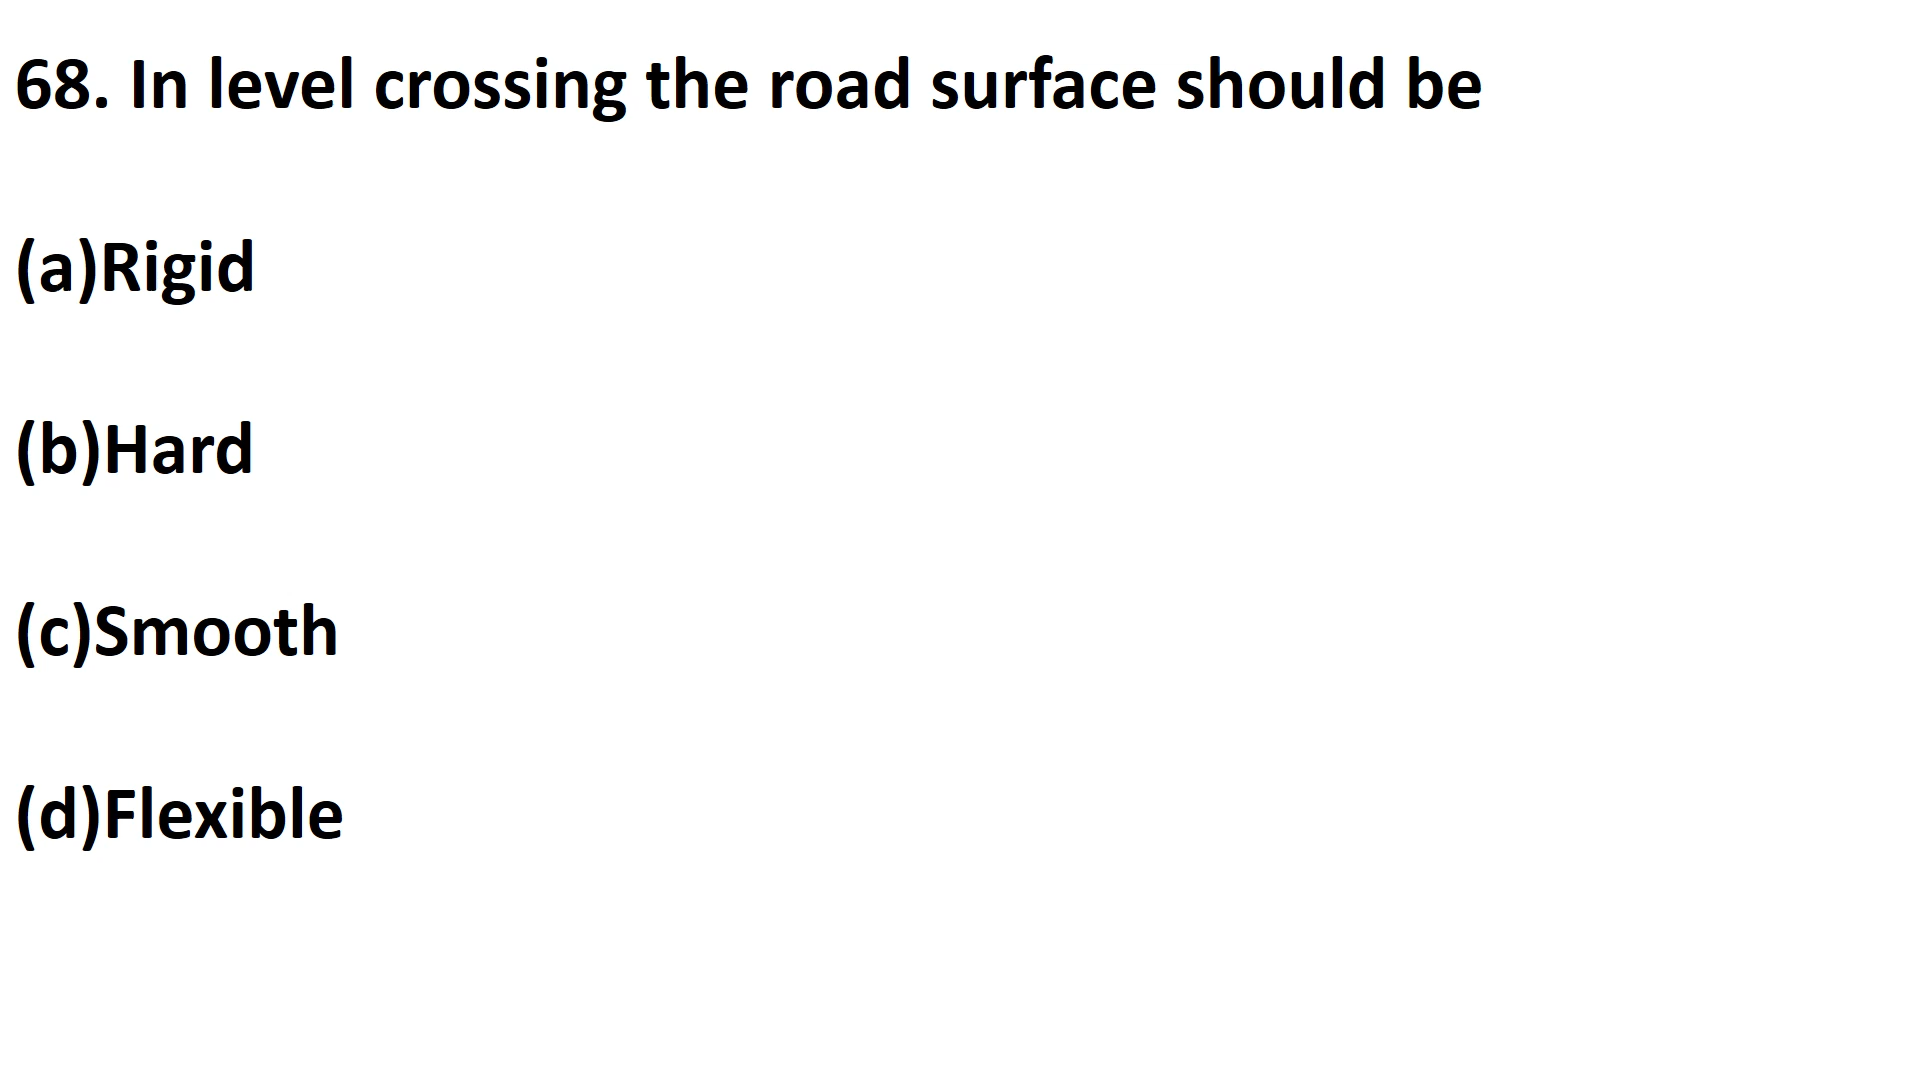 68. In level crossing the road surface should be
(a)Rigid
(b)Hard
(c)Smooth
(d)Flexible